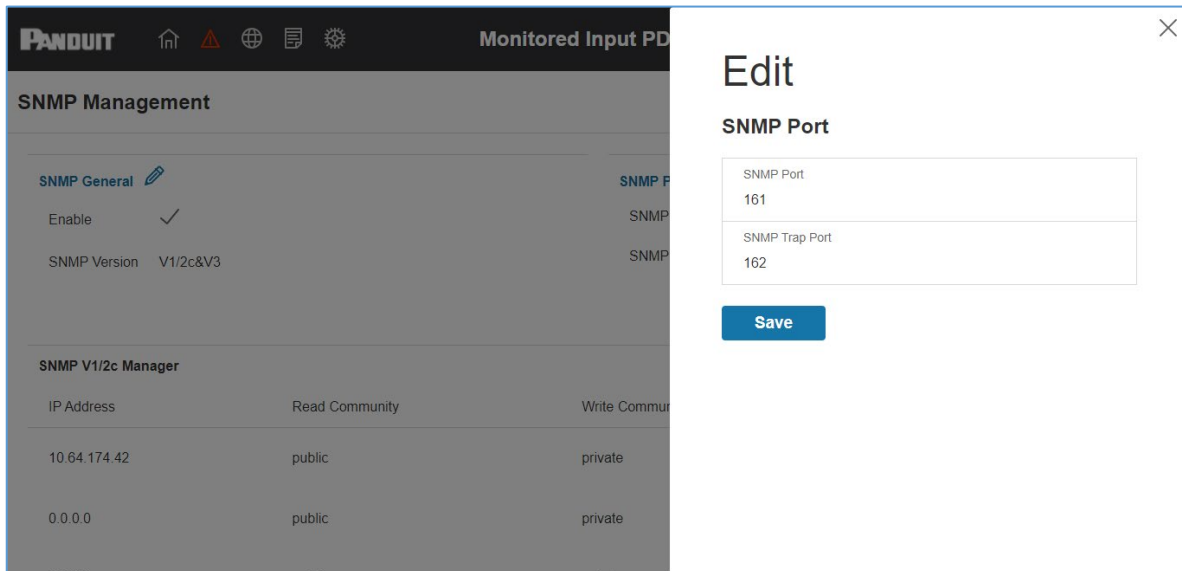 PANDUIT
Monitored Input PD
SNMP Management
SNMP General
Enable
SNMP Version V1/2c&V3
SNMP P
SNMP
SNMP
SNMP V1/2c Manager
IP Address Read Community Write Commun
10.64.174.42 public private
0.0.0.0 public private
Edit
SNMP Port
SNMP Port
161
SNMP Trap Port
162
Save